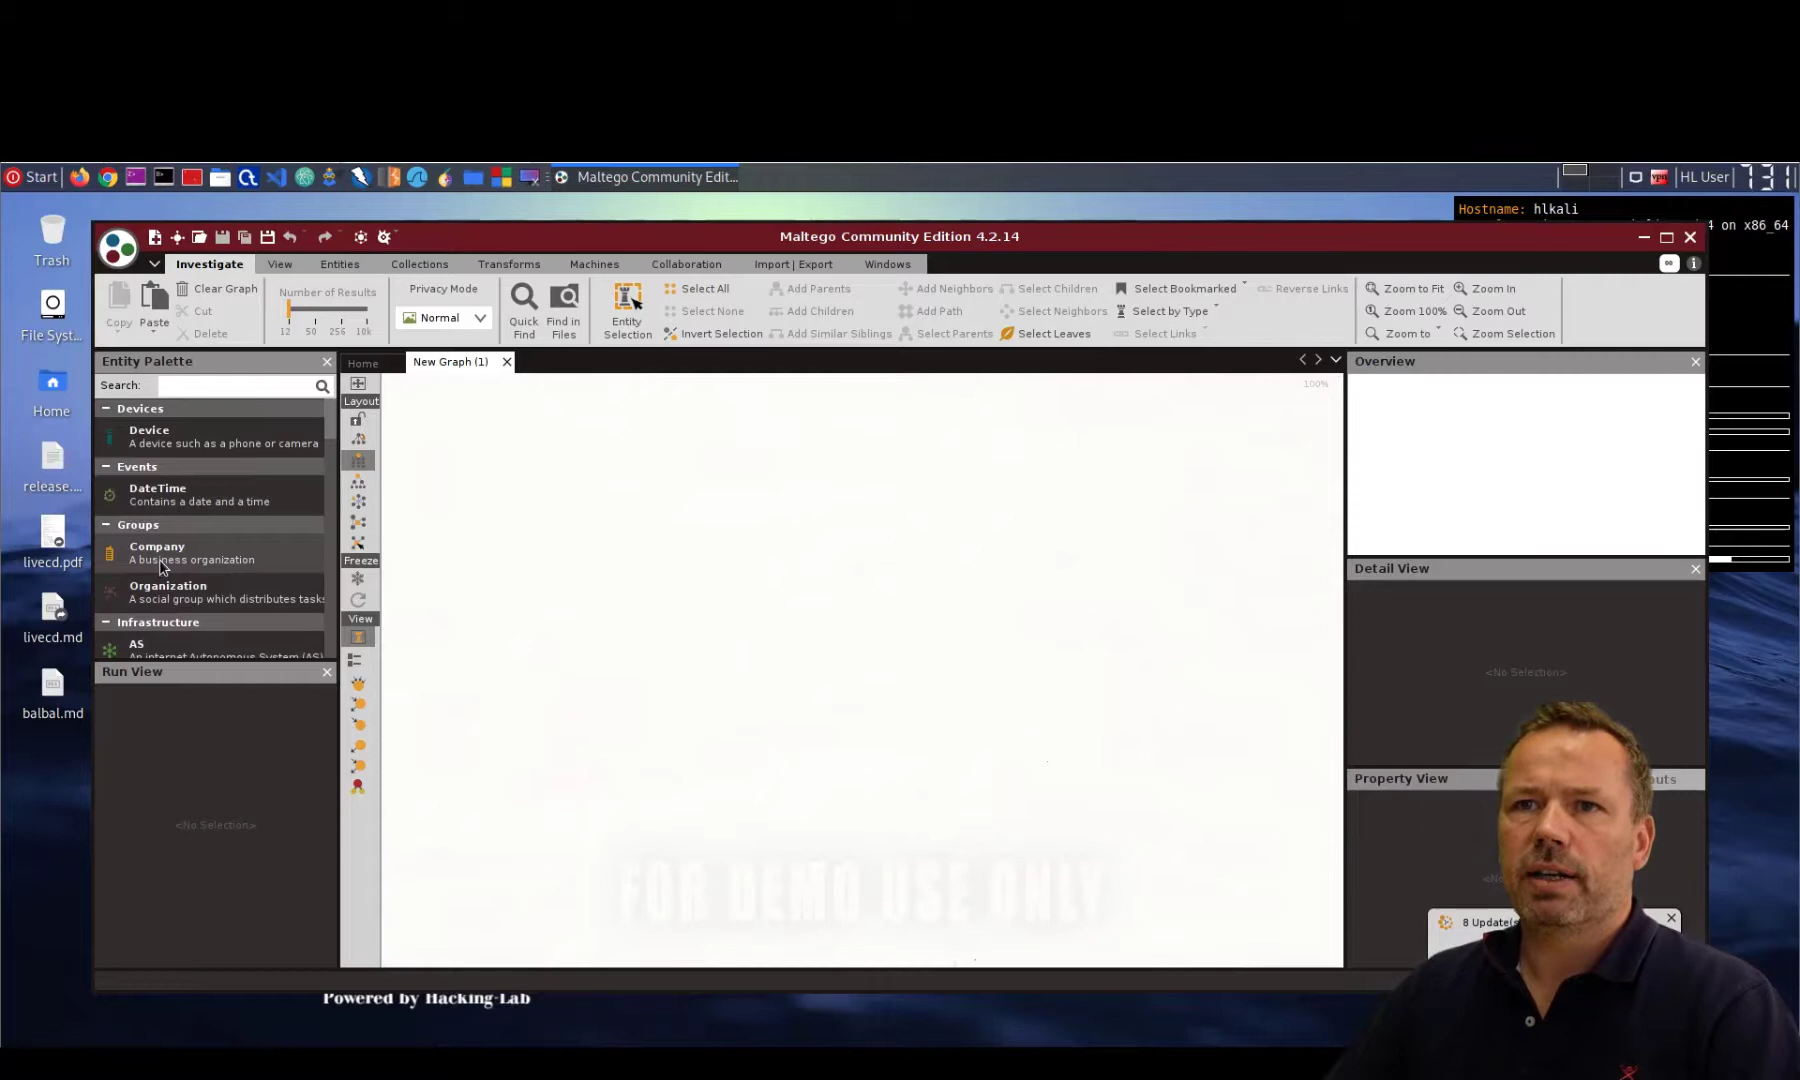 Start
Maltego Community Edit...
HL User
Hostname: hlkali
4 on x86_64
Trash
File Syst...
Home
release....
livecd.pdf
livecd.md
balbal.md
Maltego Community Edition 4.2.14
Investigate View Entities Collections Transforms Machines Collaboration Import | Export Windows
Copy
Paste
Clear Graph
Cut
Delete
Number of Results
12 50 256 10k
Privacy Mode
Normal
Quick
Find
Find in
Files
Entity
Selection
Select All
Select None
Invert Selection
Add Parents
Add Children
Add Similar Siblings
Add Neighbors
Add Path
Select Parents
Select Children
Select Neighbors
Select Leaves
Select Bookmarked
Select by Type
Select Links
Reverse Links
Zoom to Fit
Zoom 100%
Zoom to
Zoom In
Zoom Out
Zoom Selection
Entity Palette
Search:
Devices
Device
A device such as a phone or camera
Events
DateTime
Contains a date and a time
Groups
Company
A business organization
Organization
A social group which distributes tasks
Infrastructure
AS
An internet Autonomous System (AS)
Run View
<No Selection>
Home
New Graph (1)
Layout
Freeze
View
100%
FOR DEMO USE ONLY
Overview
Detail View
<No Selection>
Property View
8 Update(s
Powered by Hacking-Lab